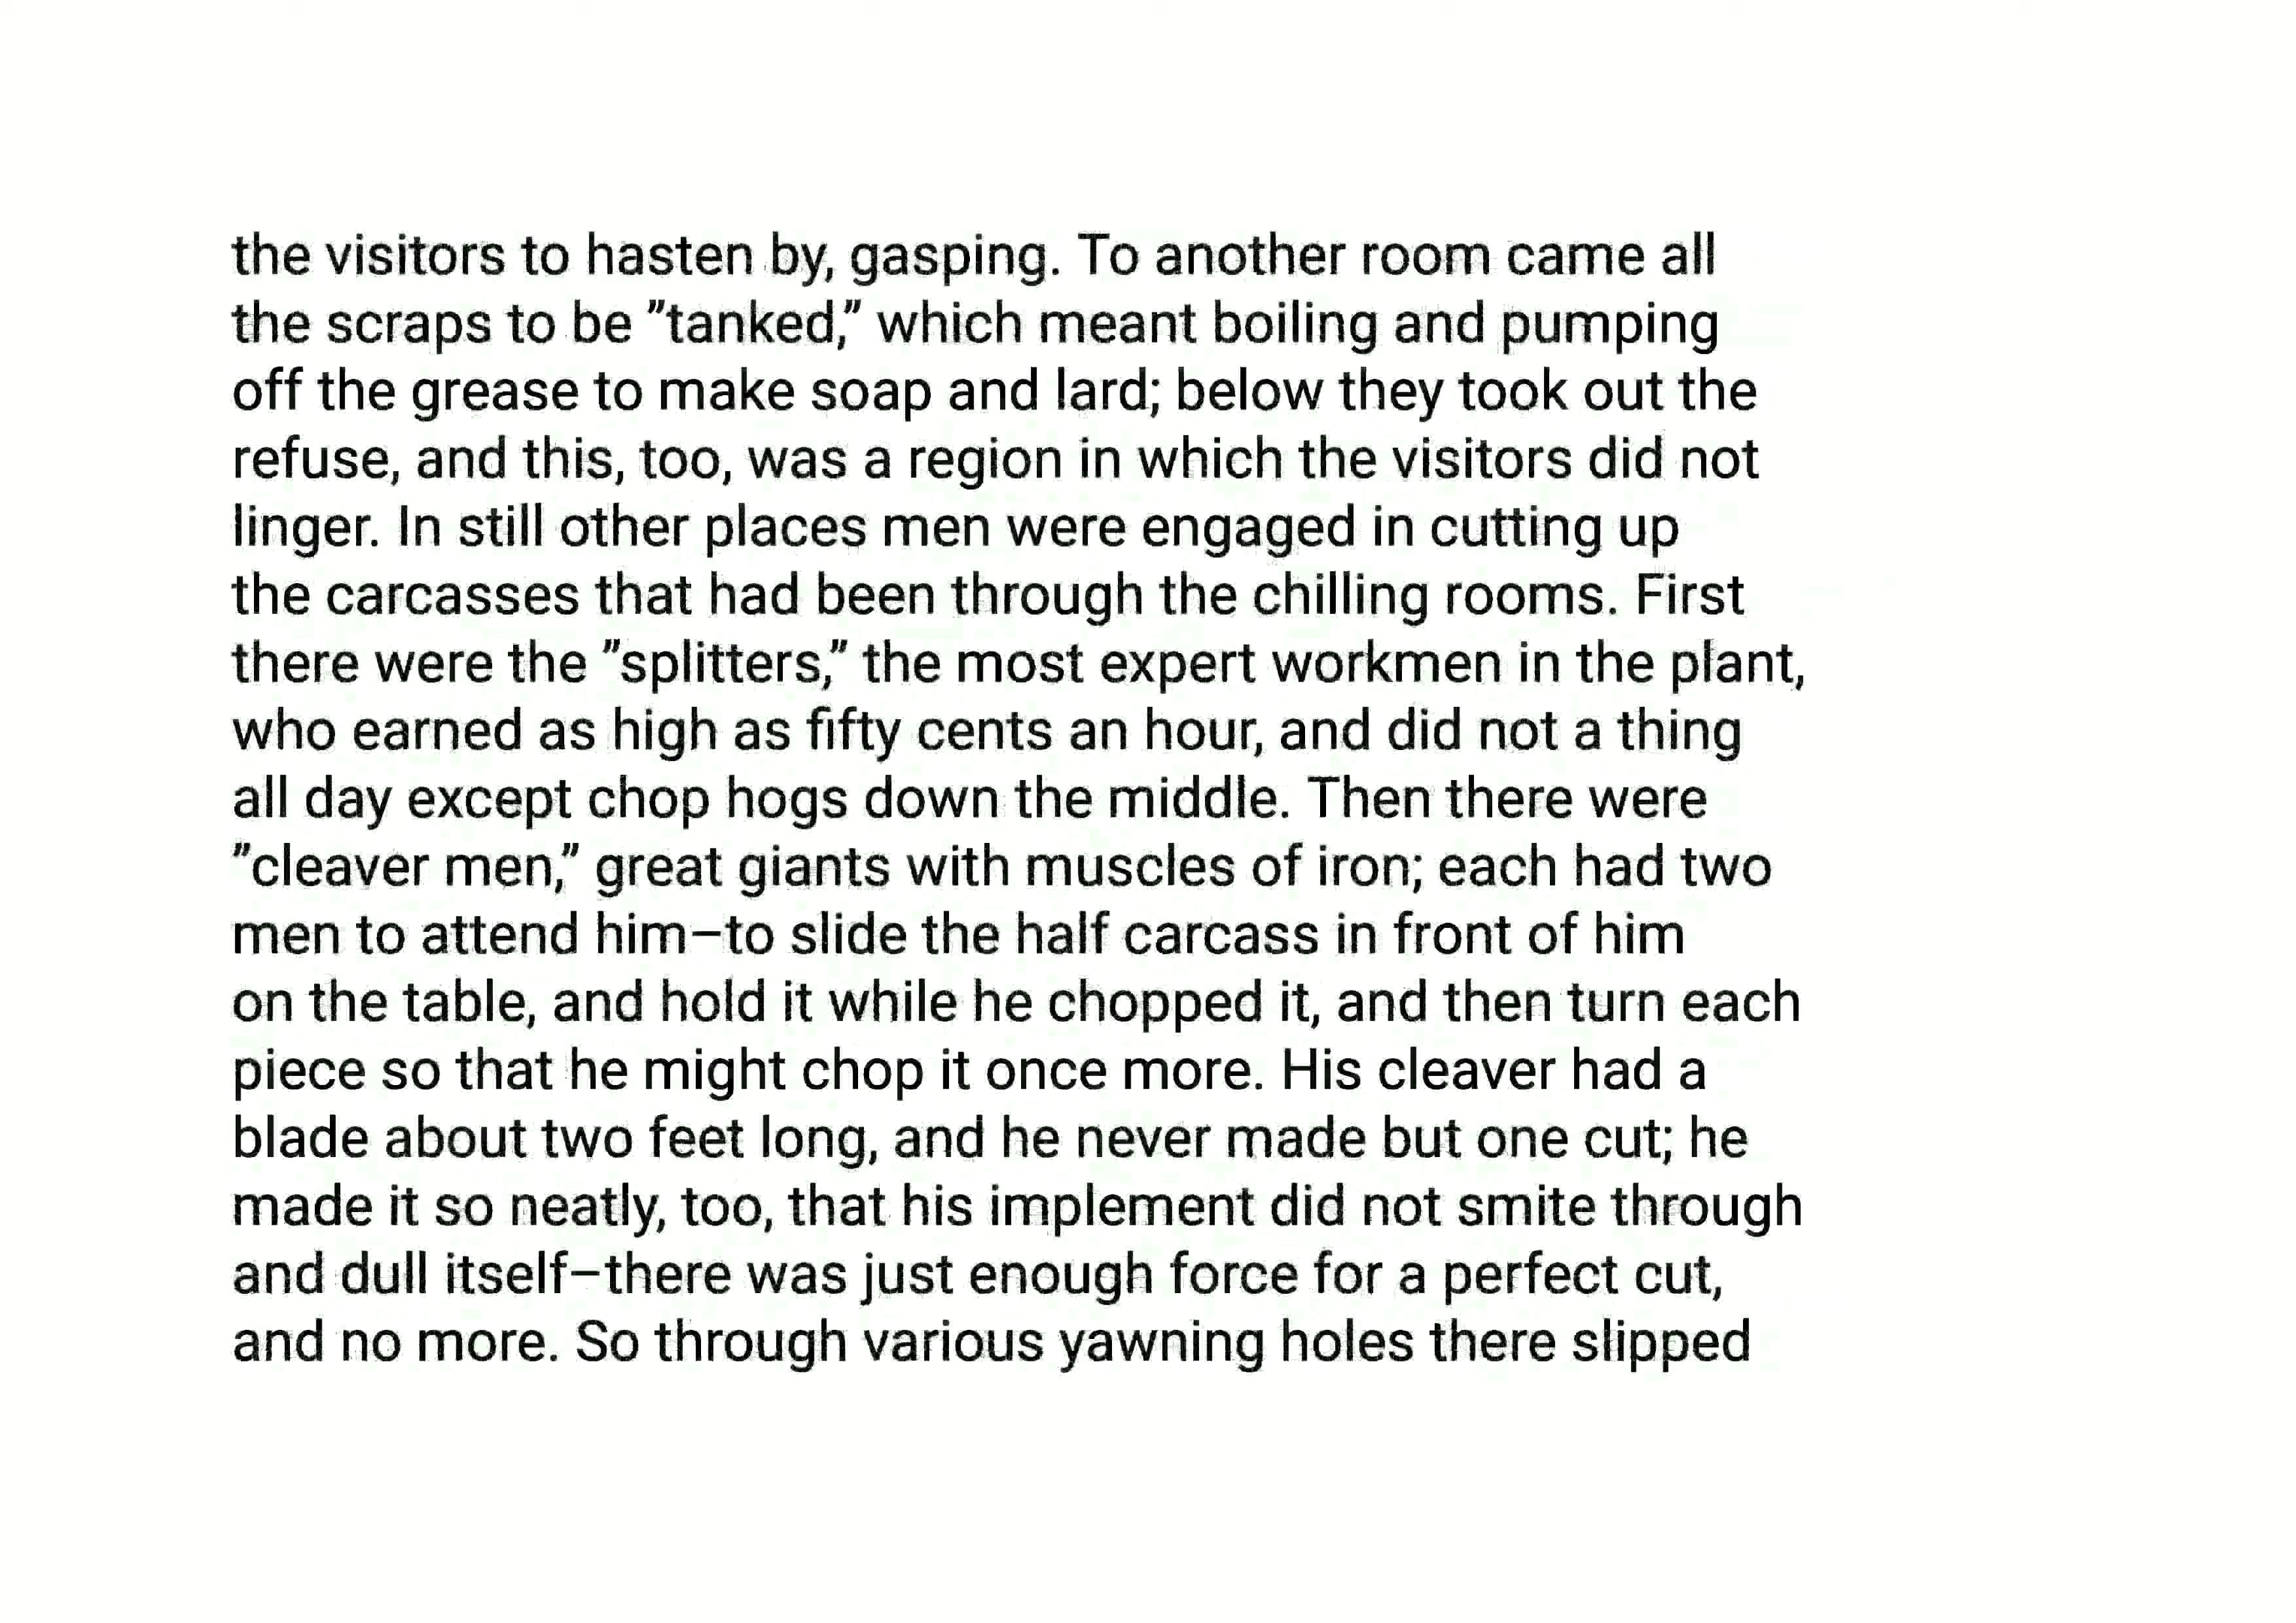 the visitors to hasten by, gasping. To another room came all
the scraps to be "tanked," which meant boiling and pumping
off the grease to make soap and lard; below they took out the
refuse, and this, too, was a region in which the visitors did not
linger. In still other places men were engaged in cutting up
the carcasses that had been through the chilling rooms. First
there were the "splitters," the most expert workmen in the plant,
who earned as high as fifty cents an hour, and did not a thing
all day except chop hogs down the middle. Then there were
"cleaver men," great giants with muscles of iron; each had two
men to attend him–to slide the half carcass in front of him
on the table, and hold it while he chopped it, and then turn each
piece so that he might chop it once more. His cleaver had a
blade about two feet long, and he never made but one cut; he
made it so neatly, too, that his implement did not smite through
and dull itself–there was just enough force for a perfect cut,
and no more. So through various yawning holes there slipped